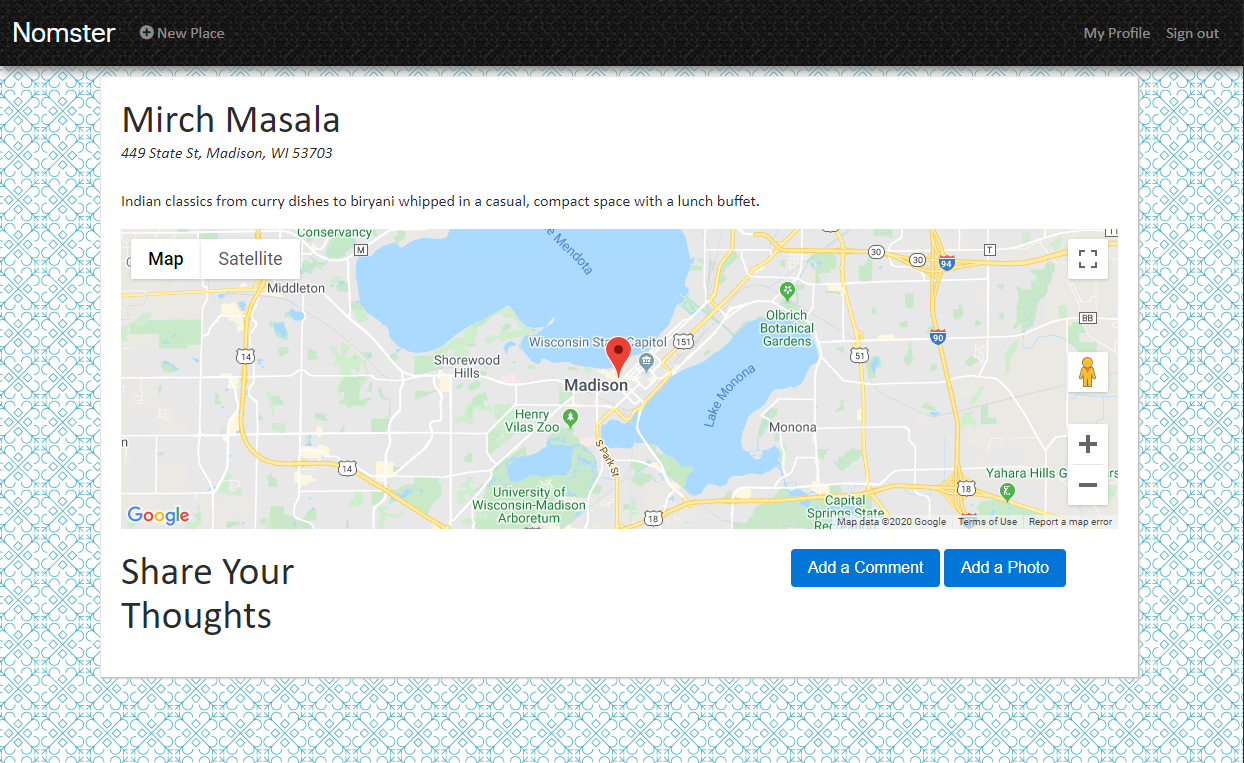 Nomster
New Place
My Profile
Sign out
Mirch Masala
449 State St, Madison, WI 53703
Indian classics from curry dishes to biryani whipped in a casual, compact space with a lunch buffet.
Map
Satellite
Conservancy
M
Mendota
30
30
94
T
Middleton
Olbrich
Botanical
Gardens
BB
90
Wisconsin State Capitol
151
51
14
Shorewood
Hills
Madison
Lake Monona
Henry
Vilas Zoo
Monona
n
S Park St
14
Yahara Hills G
18
University of
Wisconsin-Madison
Arboretum
Capital
Springs State
18
Google
Map data ©2020 Google
Terms of Use
Report a map error
Share Your
Thoughts
Add a Comment
Add a Photo